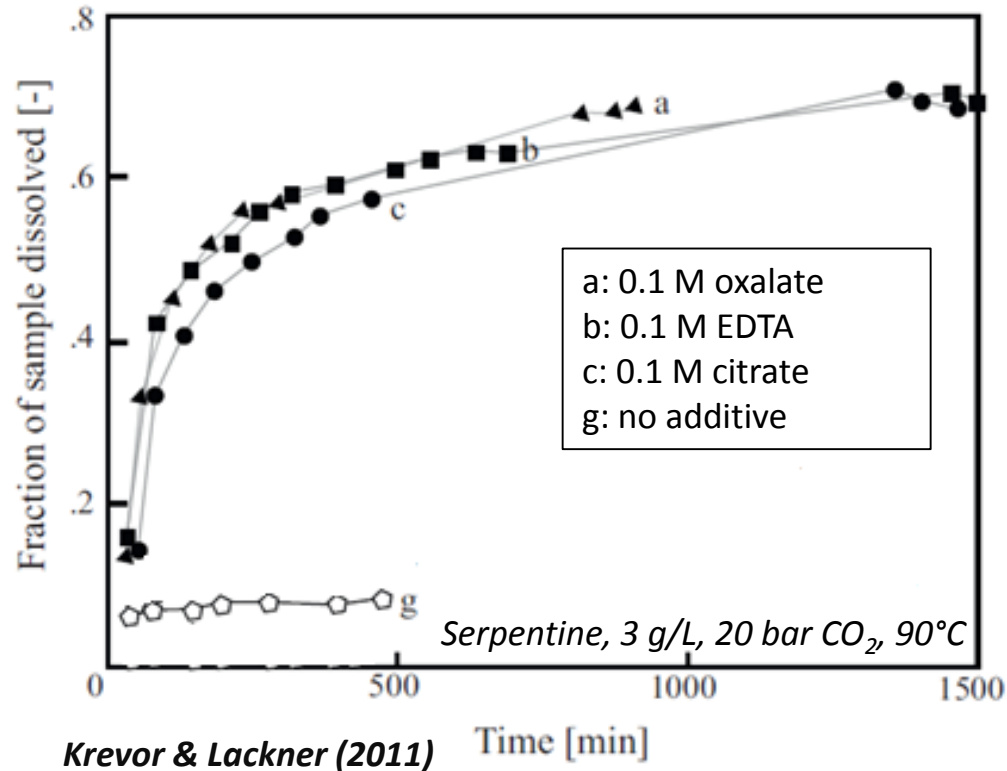 .8
.6
.4
.2
0
Fraction of sample dissolved [-]
a
b
c
a: 0.1 M oxalate
b: 0.1 M EDTA
c: 0.1 M citrate
g: no additive
g
Serpentine, 3 g/L, 20 bar CO₂, 90°C
0 500 1000 1500
Time [min]
Krevor & Lackner (2011)